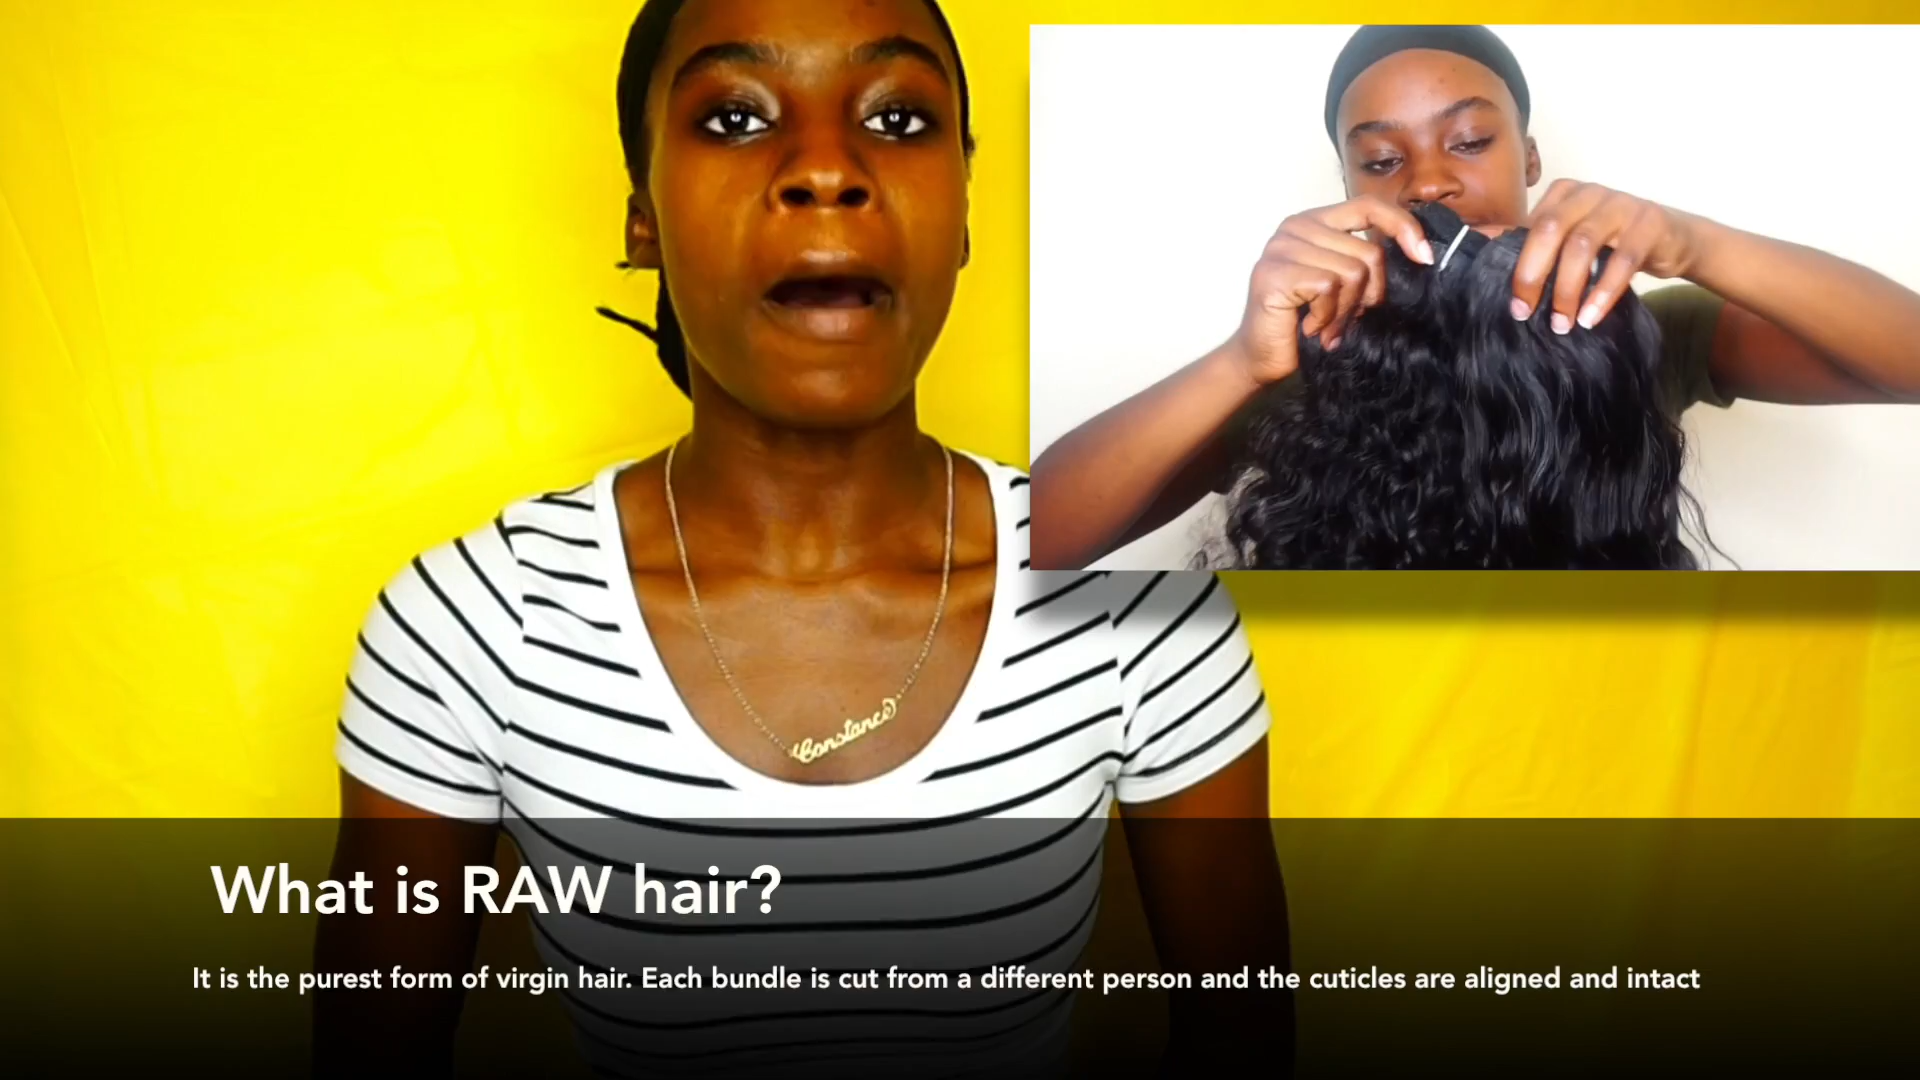 Constance
What is RAW hair?
It is the purest form of virgin hair. Each bundle is cut from a different person and the cuticles are aligned and intact